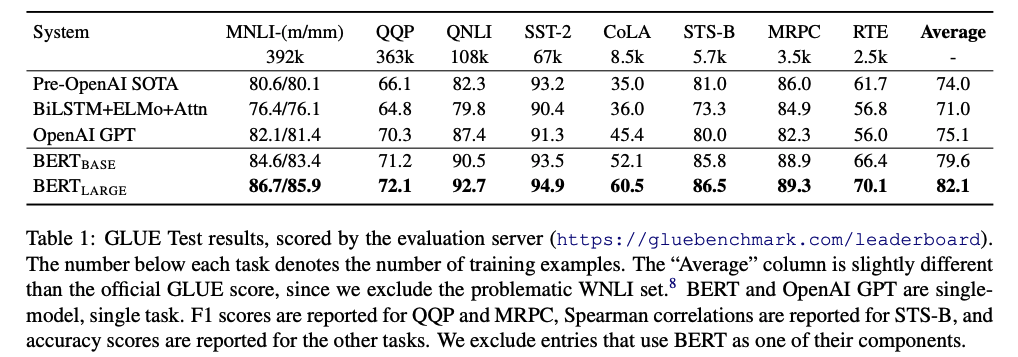 System MNLI-(m/mm) QQP QNLI SST-2 CoLA STS-B MRPC RTE Average
392k 363k 108k 67k 8.5k 5.7k 3.5k 2.5k -
Pre-OpenAI SOTA 80.6/80.1 66.1 82.3 93.2 35.0 81.0 86.0 61.7 74.0
BiLSTM+ELMo+Attn 76.4/76.1 64.8 79.8 90.4 36.0 73.3 84.9 56.8 71.0
OpenAI GPT 82.1/81.4 70.3 87.4 91.3 45.4 80.0 82.3 56.0 75.1
BERTBASE 84.6/83.4 71.2 90.5 93.5 52.1 85.8 88.9 66.4 79.6
BERTLARGE 86.7/85.9 72.1 92.7 94.9 60.5 86.5 89.3 70.1 82.1
Table 1: GLUE Test results, scored by the evaluation server (https://gluebenchmark.com/leaderboard).
The number below each task denotes the number of training examples. The “Average” column is slightly different
than the official GLUE score, since we exclude the problematic WNLI set.8 BERT and OpenAI GPT are single-
model, single task. F1 scores are reported for QQP and MRPC, Spearman correlations are reported for STS-B, and
accuracy scores are reported for the other tasks. We exclude entries that use BERT as one of their components.